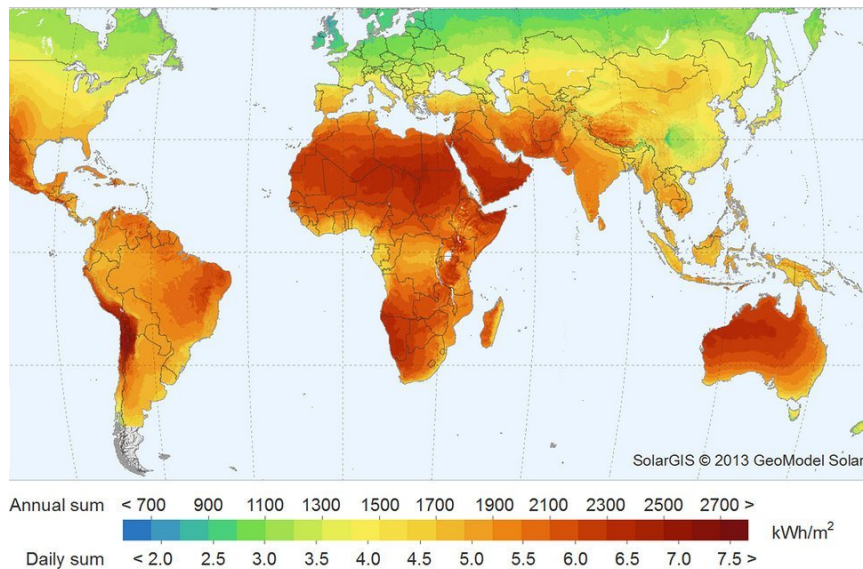 SolarGIS © 2013 GeoModel Solar
Annual sum < 700 900 1100 1300 1500 1700 1900 2100 2300 2500 2700 >
kWh/m²
Daily sum < 2.0 2.5 3.0 3.5 4.0 4.5 5.0 5.5 6.0 6.5 7.0 7.5 >